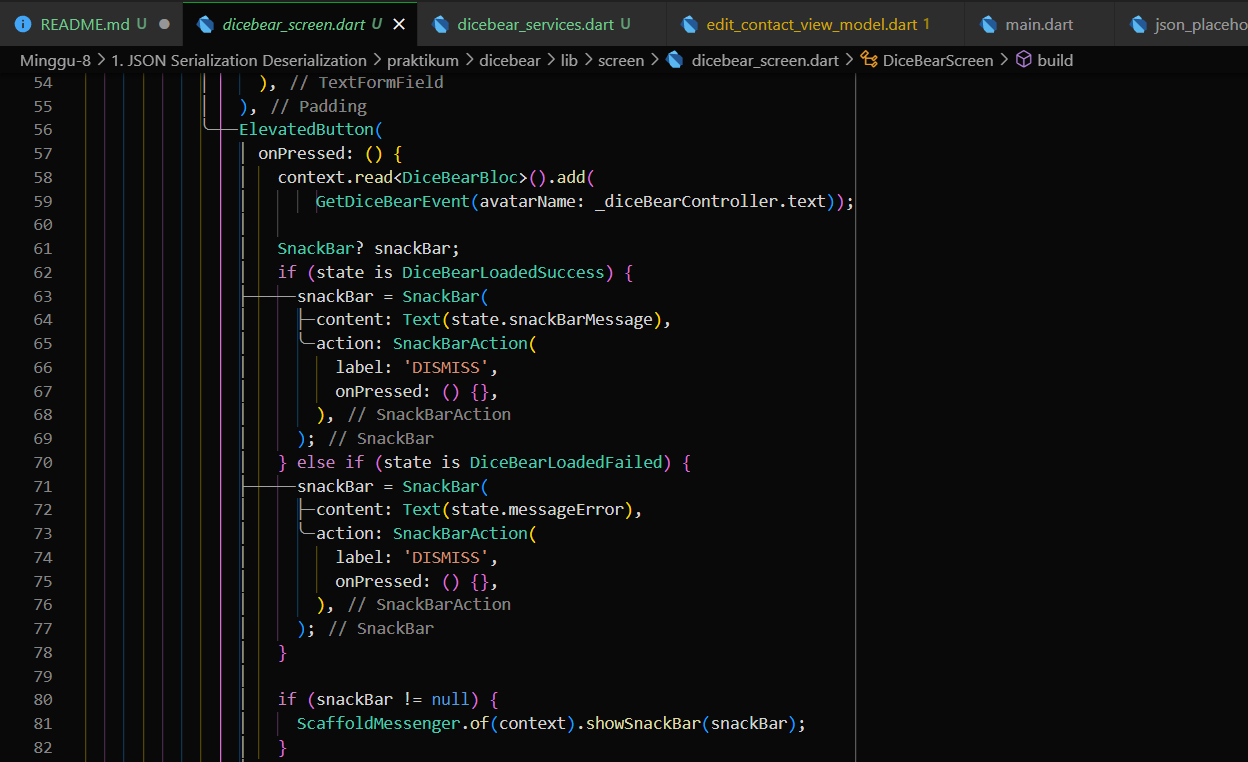 README.md U
dicebear_screen.dart U
dicebear_services.dart U
edit_contact_view_model.dart 1
main.dart
json_placeho
Minggu-8 > 1. JSON Serialization Deserialization > praktikum > dicebear > lib > screen > dicebear_screen.dart > DiceBearScreen > build
54 ), // TextFormField
55 ), // Padding
56 ElevatedButton(
57 onPressed: () {
58 context.read<DiceBearBloc>().add(
59 GetDiceBearEvent(avatarName: _diceBearController.text));
60
61 SnackBar? snackBar;
62 if (state is DiceBearLoadedSuccess) {
63 snackBar = SnackBar(
64 content: Text(state.snackBarMessage),
65 action: SnackBarAction(
66 label: 'DISMISS',
67 onPressed: () {},
68 ), // SnackBarAction
69 ); // SnackBar
70 } else if (state is DiceBearLoadedFailed) {
71 snackBar = SnackBar(
72 content: Text(state.messageError),
73 action: SnackBarAction(
74 label: 'DISMISS',
75 onPressed: () {},
76 ), // SnackBarAction
77 ); // SnackBar
78 }
79
80 if (snackBar != null) {
81 ScaffoldMessenger.of(context).showSnackBar(snackBar);
82 }